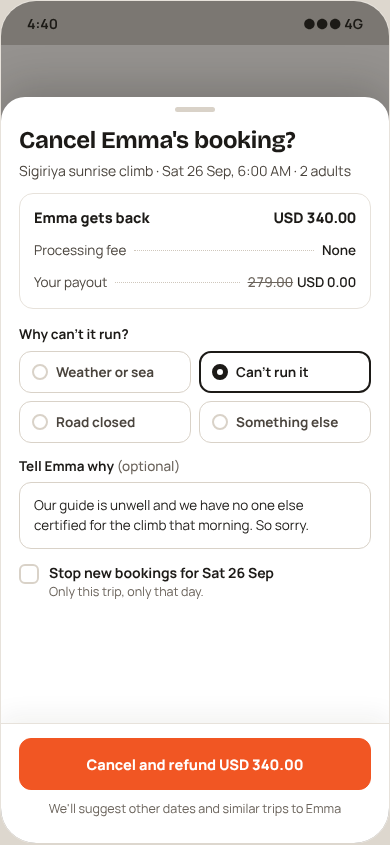 4:40
4G
Cancel Emma's booking?
Sigiriya sunrise climb · Sat 26 Sep, 6:00 AM · 2 adults
Emma gets back USD 340.00
Processing fee None
Your payout 279.00 USD 0.00
Why can't it run?
Weather or sea
Can't run it
Road closed
Something else
Tell Emma why (optional)
Our guide is unwell and we have no one else
certified for the climb that morning. So sorry.
Stop new bookings for Sat 26 Sep
Only this trip, only that day.
Cancel and refund USD 340.00
We'll suggest other dates and similar trips to Emma